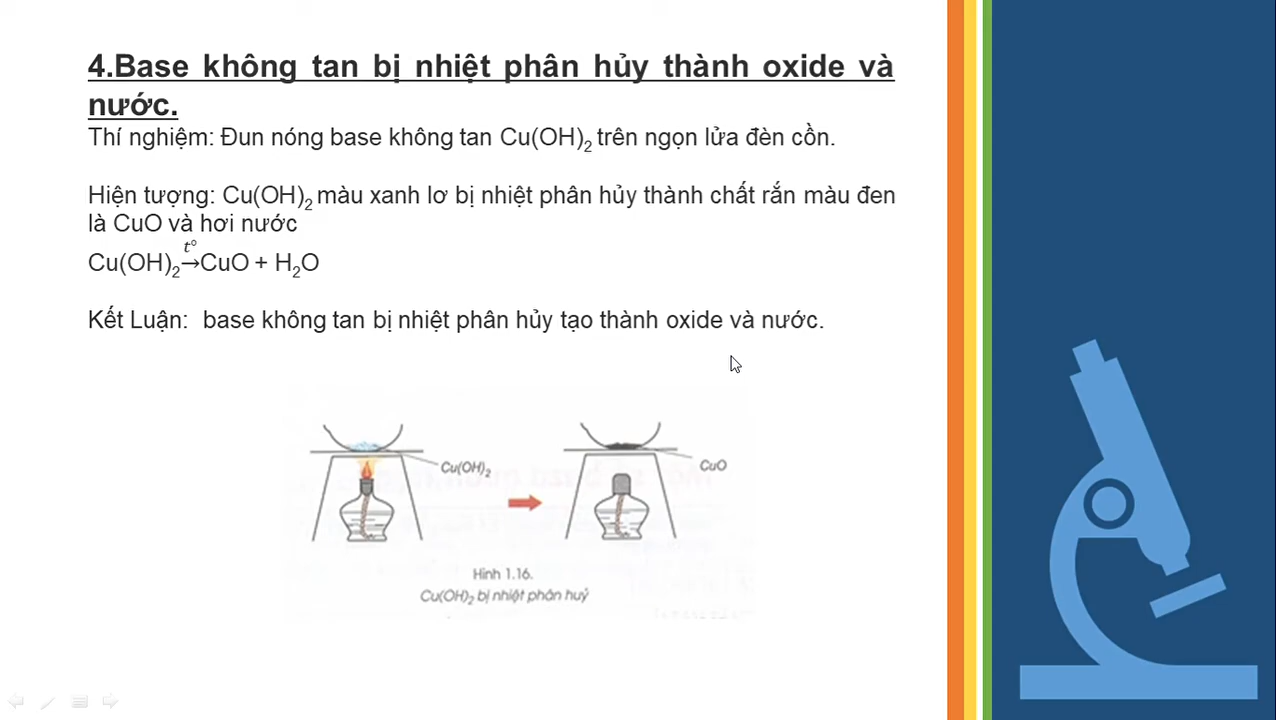 4.Base không tan bị nhiệt phân hủy thành oxide và
nước.
Thí nghiệm: Đun nóng base không tan Cu(OH)₂ trên ngọn lửa đèn cồn.
Hiện tượng: Cu(OH)₂ màu xanh lơ bị nhiệt phân hủy thành chất rắn màu đen
là CuO và hơi nước
t°
Cu(OH)₂→CuO + H₂O
Kết Luận: base không tan bị nhiệt phân hủy tạo thành oxide và nước.
Cu(OH)₂
CuO
Hình 1.16.
Cu(OH)₂ bị nhiệt phân huỷ